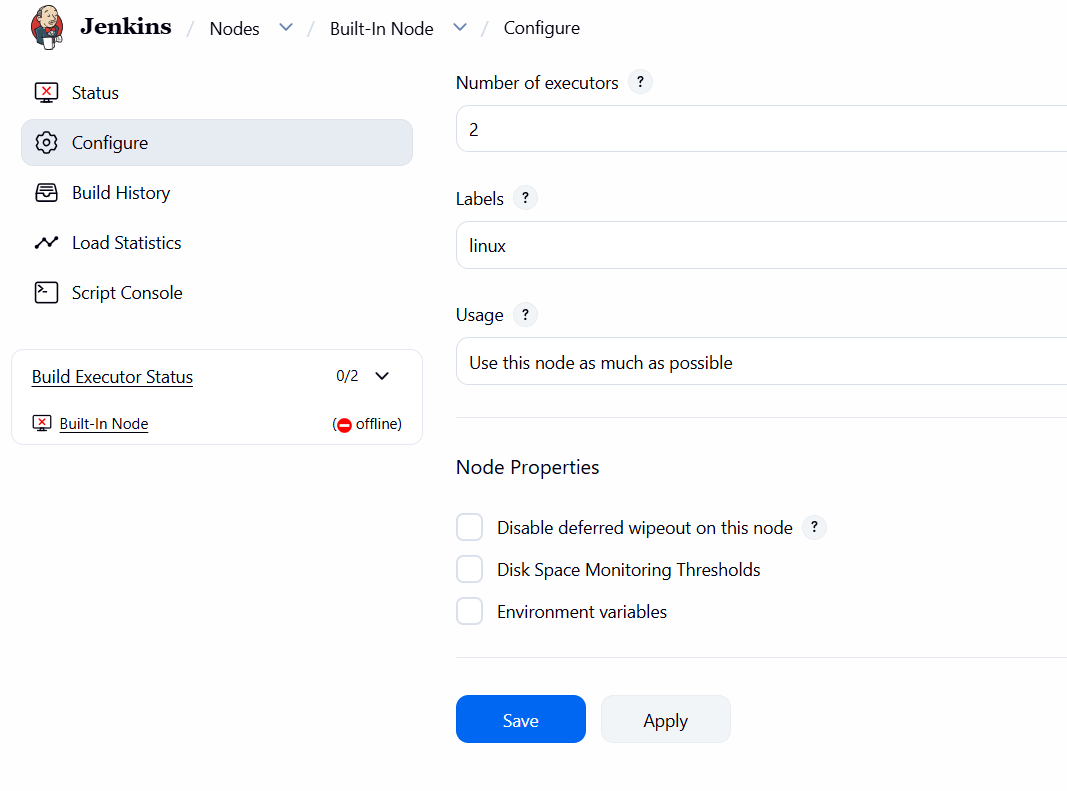 Jenkins / Nodes / Built-In Node / Configure
Status
Configure
Build History
Load Statistics
Script Console
Build Executor Status 0/2
Built-In Node (offline)
Number of executors ?
2
Labels ?
linux
Usage ?
Use this node as much as possible
Node Properties
Disable deferred wipeout on this node ?
Disk Space Monitoring Thresholds
Environment variables
Save Apply